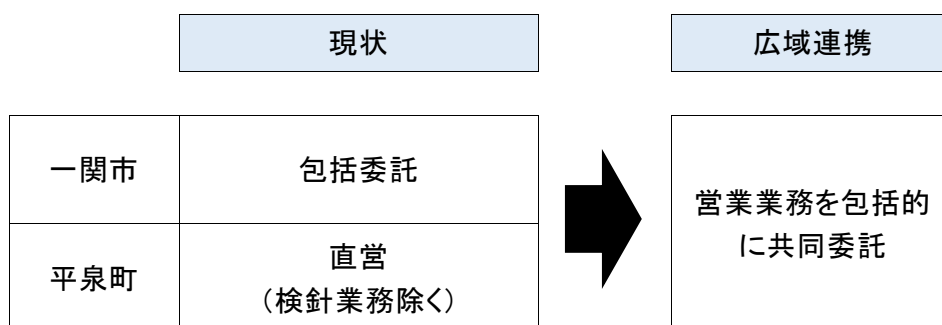 現状
広域連携
一関市
包括委託
平泉町
直営
（検針業務除く）
営業業務を包括的
に共同委託